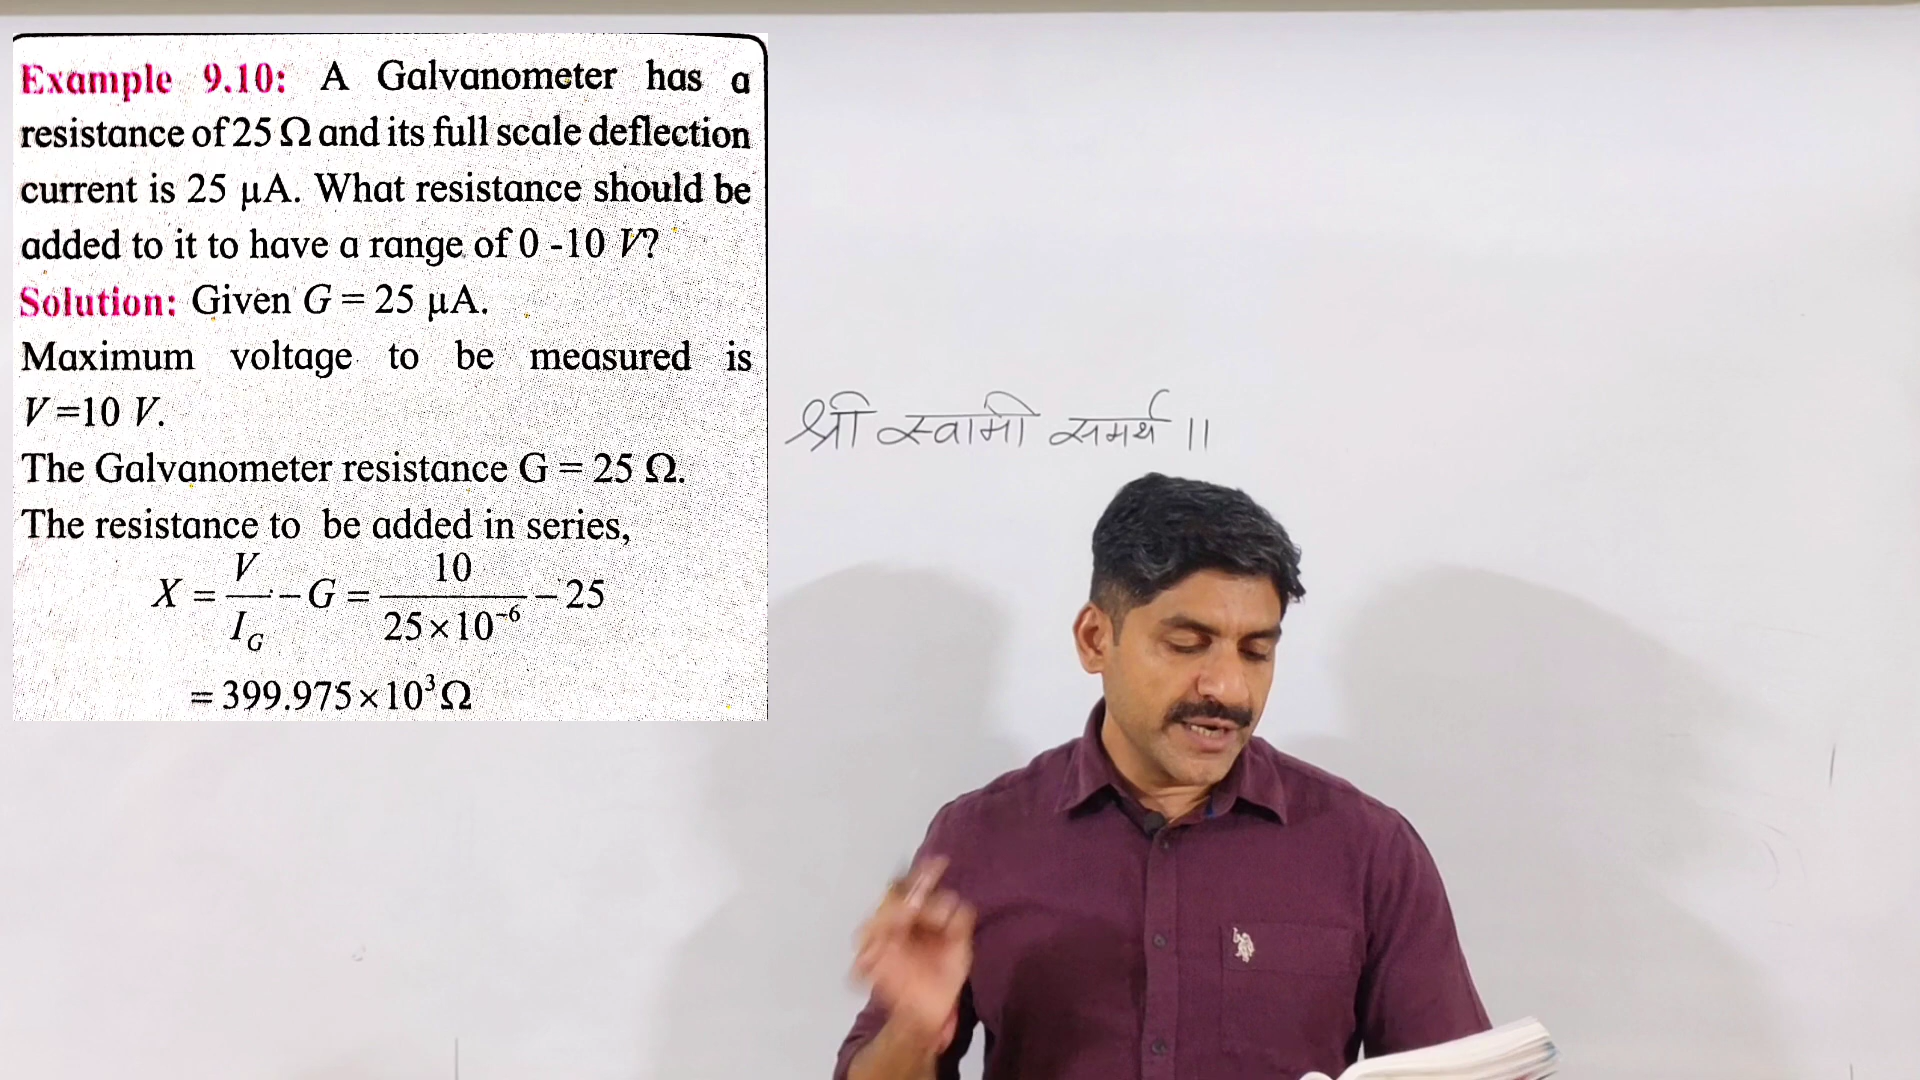 Example 9.10: A Galvanometer has a
resistance of 25 Ω and its full scale deflection
current is 25 μA. What resistance should be
added to it to have a range of 0 -10 V?
Solution: Given G = 25 μA.
Maximum voltage to be measured is
V=10 V.
The Galvanometer resistance G = 25 Ω.
The resistance to be added in series,
X = V/I_G − G = 10/(25×10⁻⁶) − 25
= 399.975×10³Ω
श्री स्वामी समर्थ ||